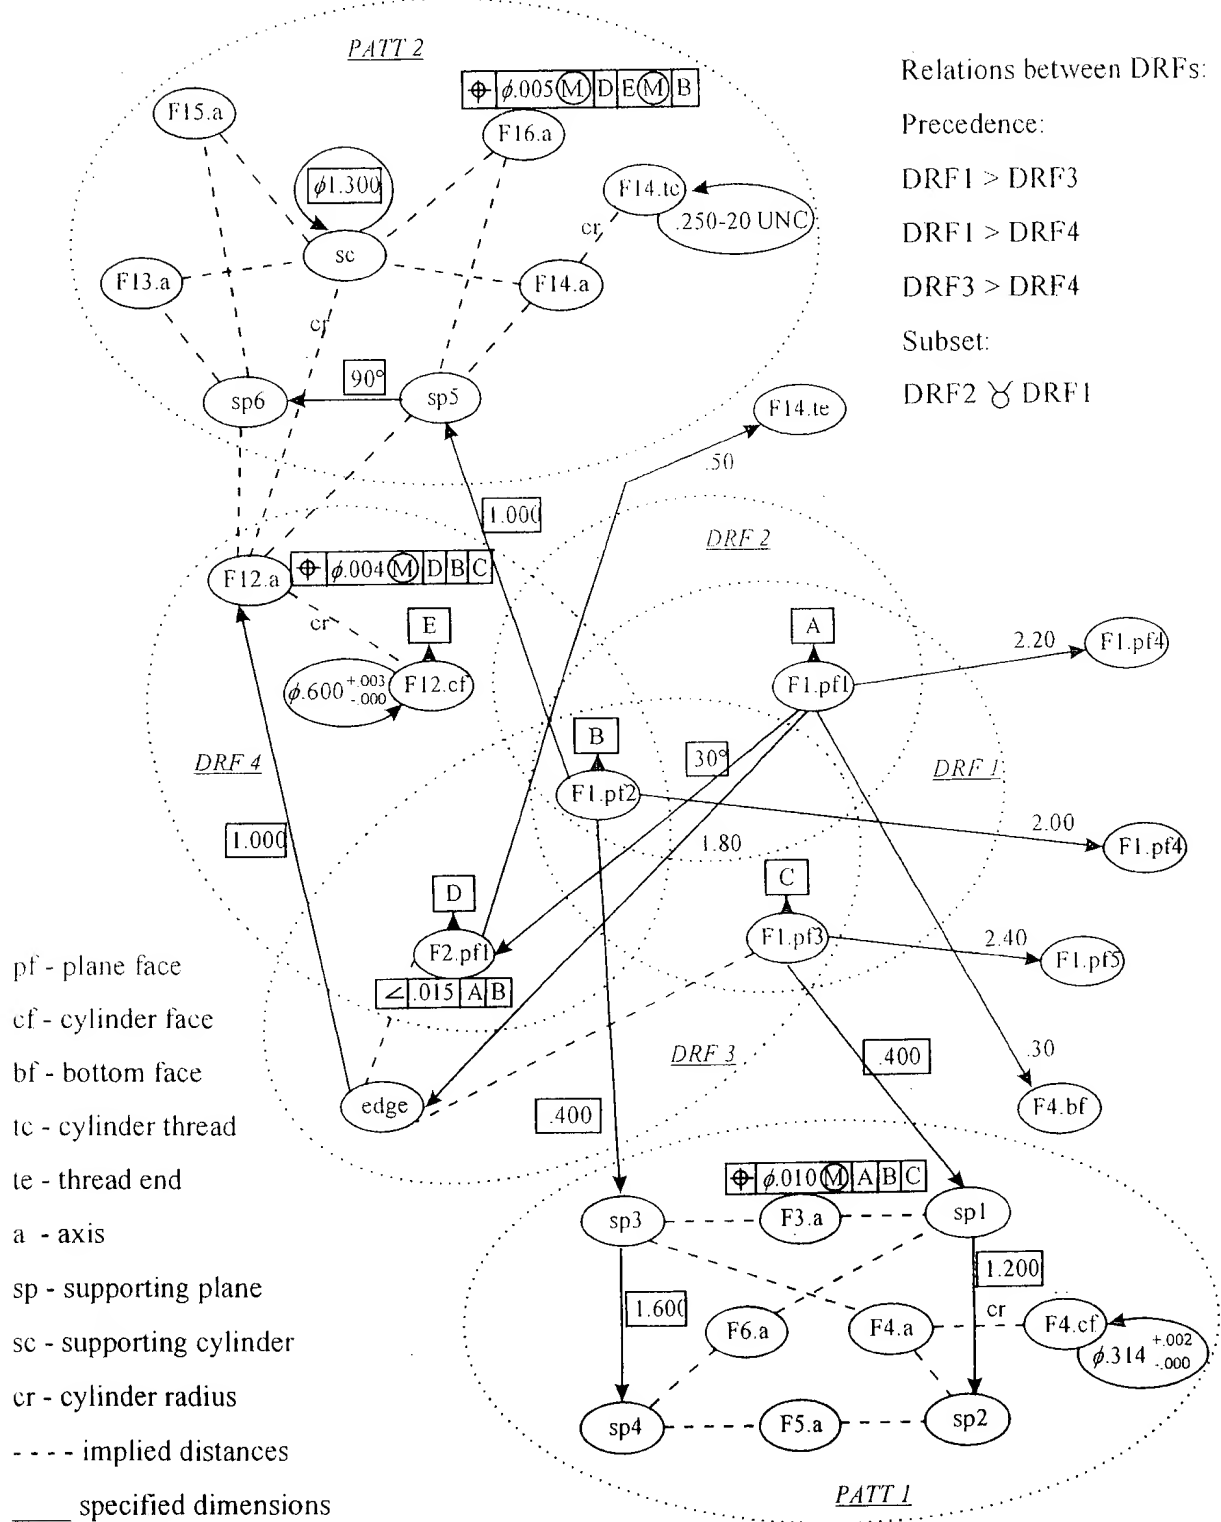 PATT 2
Relations between DRFs:
Precedence:
DRF1 > DRF3
DRF1 > DRF4
DRF3 > DRF4
Subset:
DRF2 ⪤ DRF1
⌖ ϕ.005 Ⓜ D E Ⓜ B
F15.a
F16.a
ϕ1.300
F14.tc
.250-20 UNC
cr
sc
F13.a
F14.a
cr
90°
sp6
sp5
F14.te
.50
1.000
DRF 2
F12.a
⌖ ϕ.004 Ⓜ D B C
cr
E
A
2.20
F1.pf4
ϕ.600 +.003 -.000
F12.cf
F1.pf1
B
30°
DRF 4
DRF 1
F1.pf2
1.000
1.80
2.00
F1.pf4
D
C
F2.pf1
F1.pf3
2.40
F1.pf5
∠ .015 A B
DRF 3
.400
.30
edge
.400
F4.bf
⌖ ϕ.010 Ⓜ A B C
sp3
F3.a
sp1
1.600
1.200
cr
F6.a
F4.a
F4.cf
ϕ.314 +.002 -.000
sp4
F5.a
sp2
PATT 1
pf - plane face
cf - cylinder face
bf - bottom face
tc - cylinder thread
te - thread end
a - axis
sp - supporting plane
sc - supporting cylinder
cr - cylinder radius
- - - - implied distances
____ specified dimensions